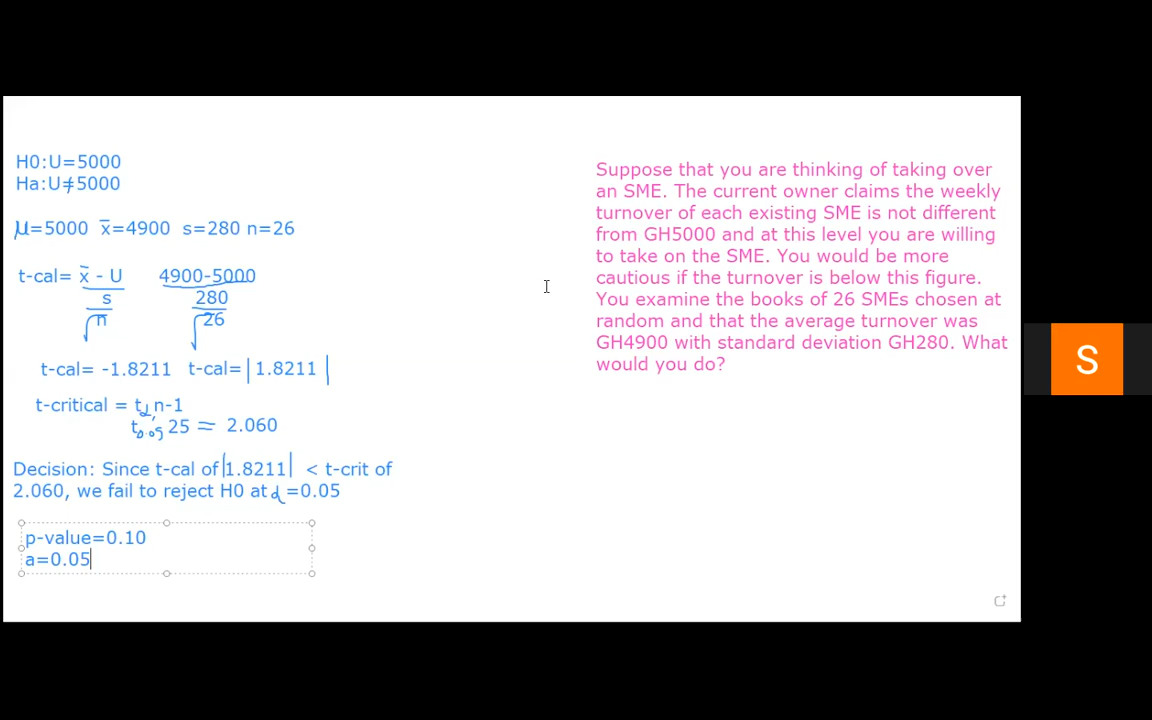 H0:U=5000
Ha:U≠5000
μ=5000 x̄=4900 s=280 n=26
t-cal= x̄ - U 4900-5000
s 280
√n √26
t-cal= -1.8211 t-cal= |1.8211|
t-critical = tα, n-1
t0.05, 25 = 2.060
Decision: Since t-cal of |1.8211| < t-crit of
2.060, we fail to reject H0 at α=0.05
p-value=0.10
a=0.05
Suppose that you are thinking of taking over
an SME. The current owner claims the weekly
turnover of each existing SME is not different
from GH5000 and at this level you are willing
to take on the SME. You would be more
cautious if the turnover is below this figure.
You examine the books of 26 SMEs chosen at
random and that the average turnover was
GH4900 with standard deviation GH280. What
would you do?
S